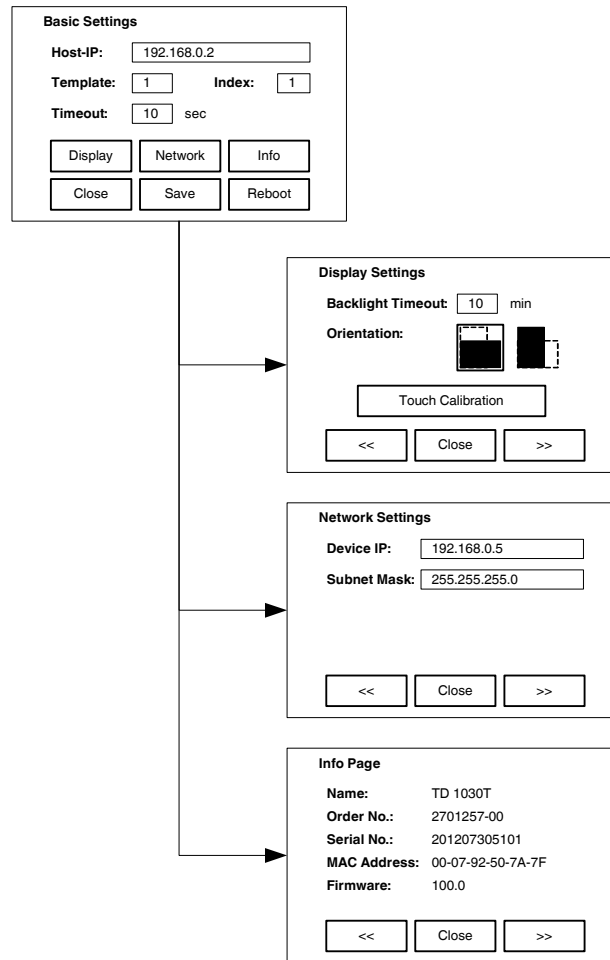 Basic Settings
Host-IP: 192.168.0.2
Template: 1 Index: 1
Timeout: 10 sec
Display Network Info
Close Save Reboot
Display Settings
Backlight Timeout: 10 min
Orientation:
Touch Calibration
<< Close >>
Network Settings
Device IP: 192.168.0.5
Subnet Mask: 255.255.255.0
<< Close >>
Info Page
Name: TD 1030T
Order No.: 2701257-00
Serial No.: 201207305101
MAC Address: 00-07-92-50-7A-7F
Firmware: 100.0
<< Close >>